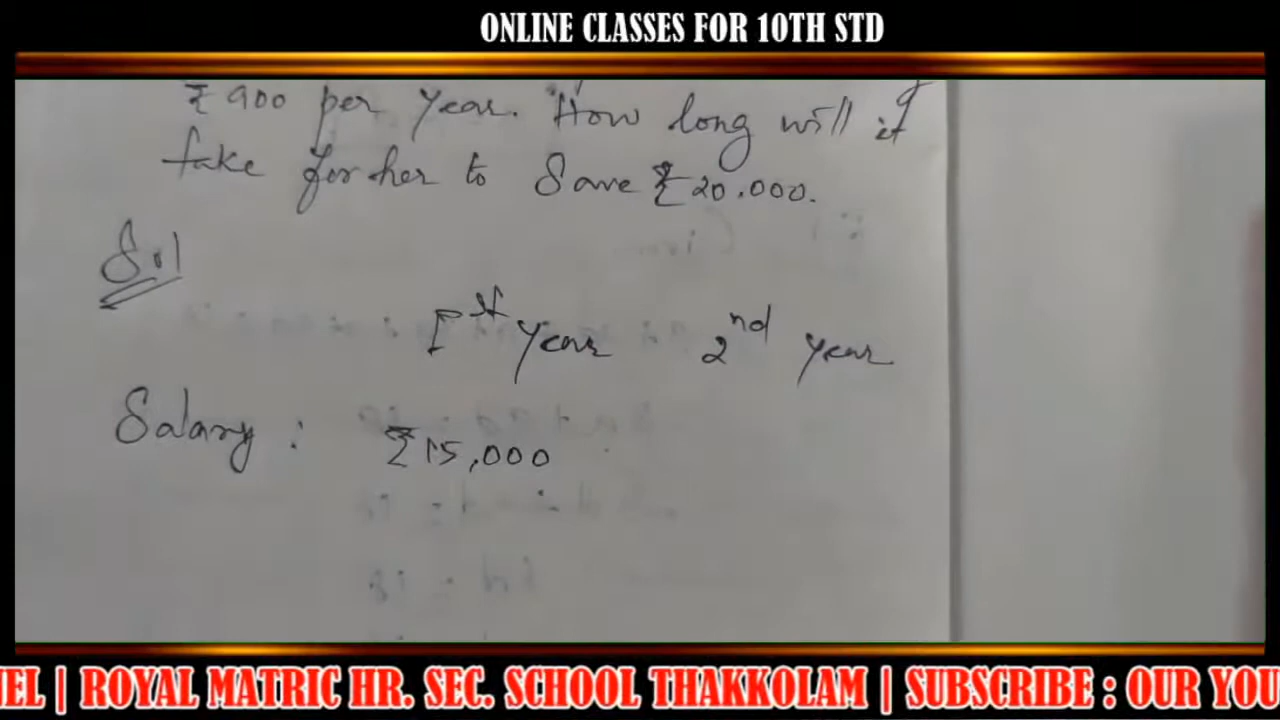 ONLINE CLASSES FOR 10TH STD
₹900 per year. How long will it
take for her to Save ₹20.000.
Sol
Ist year 2nd year
Salary : ₹15,000
NEL | ROYAL MATRIC HR. SEC. SCHOOL THAKKOLAM | SUBSCRIBE : OUR YOU